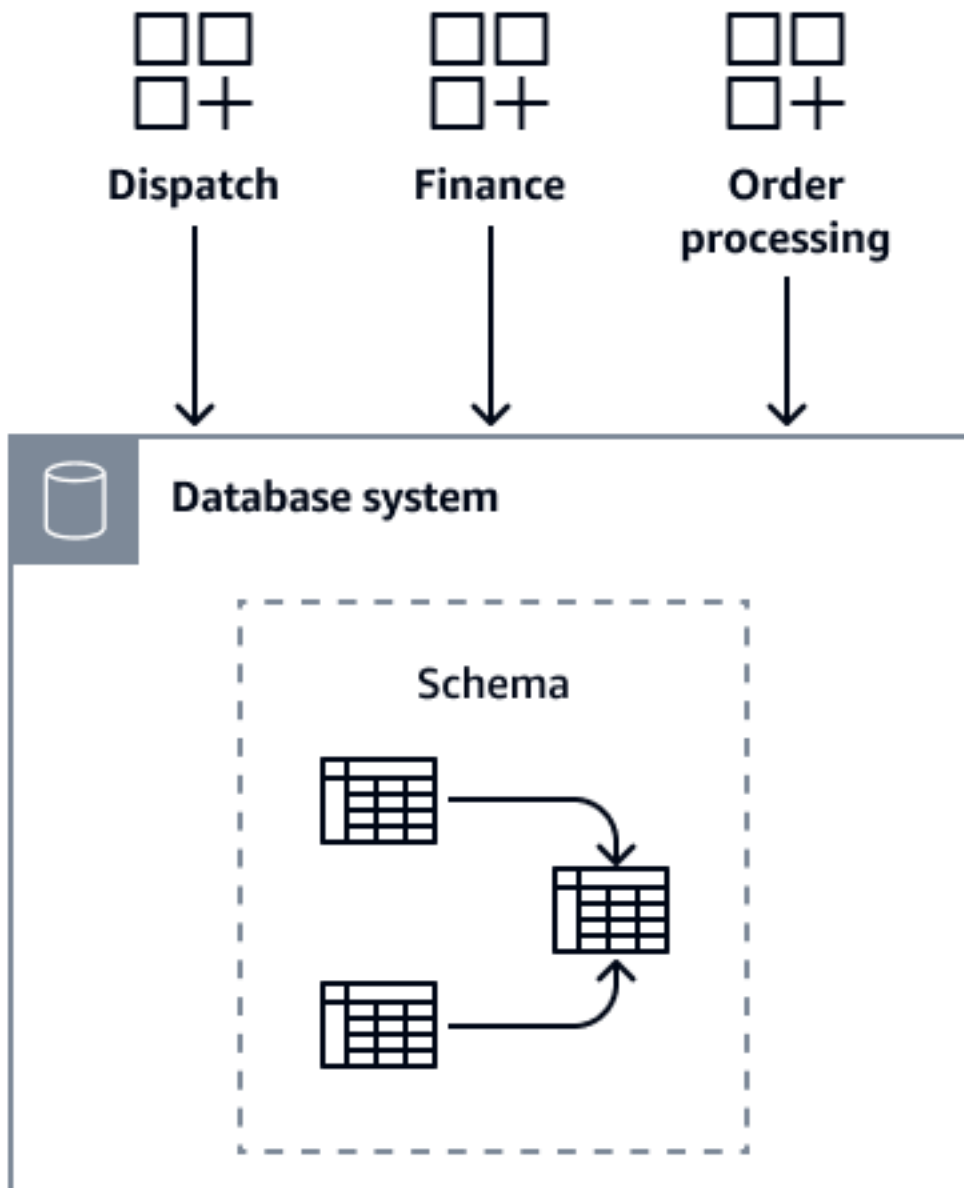 Dispatch
Finance
Order
processing
Database system
Schema